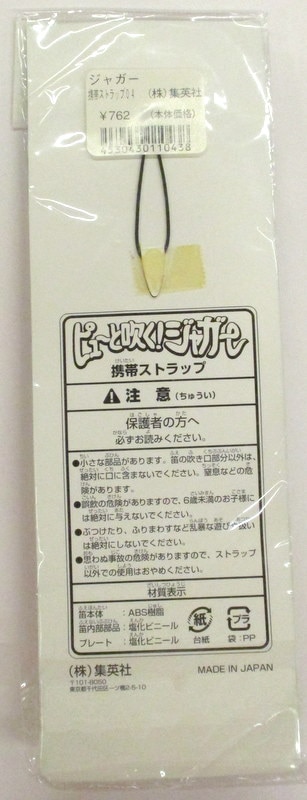 ジャガー
携帯ストラップ04 (株)集英社
¥762 (本体価格)
4930430110438
ピューと吹く!ジャガー
携帯ストラップ
⚠注意(ちゅうい)
保護者の方へ
必ずお読みください。
●小さな部品があります。笛の吹き口部分以外は、
絶対に口に含まないでください。窒息などの危
険があります。
●誤飲の危険がありますので、6歳未満のお子様に
は絶対に与えないでください。
●ぶつけたり、ふりまわすなど乱暴な遊びや扱い
は絶対にしないでください。
●思わぬ事故の危険がありますので、ストラップ
以外での使用はおやめください。
材質表示
笛本体 :ABS樹脂
笛内部部品:塩化ビニール
プレート :塩化ビニール
紙
台紙
プラ
袋:PP
(株)集英社
〒101-8050
東京都千代田区一ツ橋2-5-10
MADE IN JAPAN